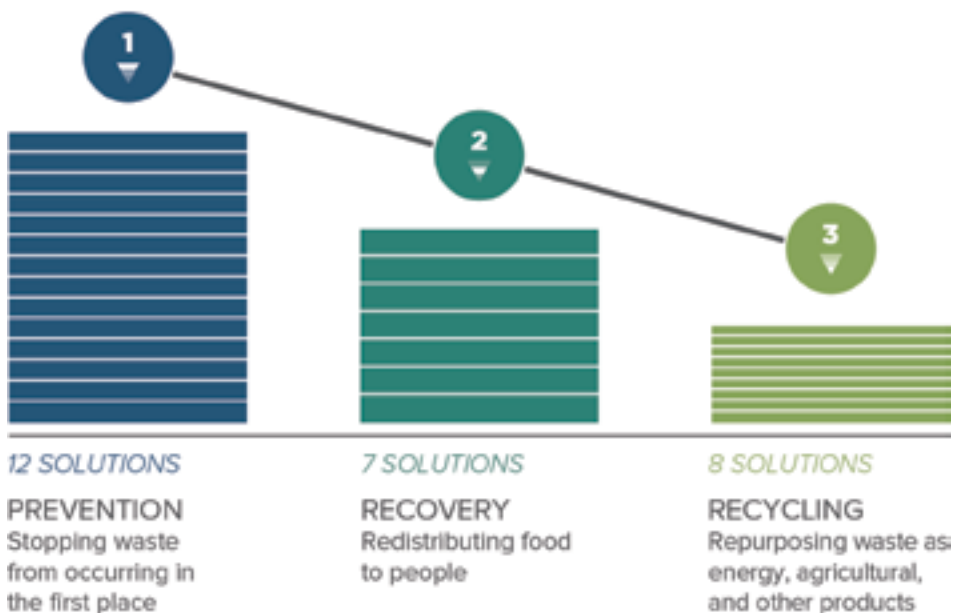 1
2
3
12 SOLUTIONS
PREVENTION
Stopping waste
from occurring in
the first place
7 SOLUTIONS
RECOVERY
Redistributing food
to people
8 SOLUTIONS
RECYCLING
Repurposing waste as
energy, agricultural,
and other products